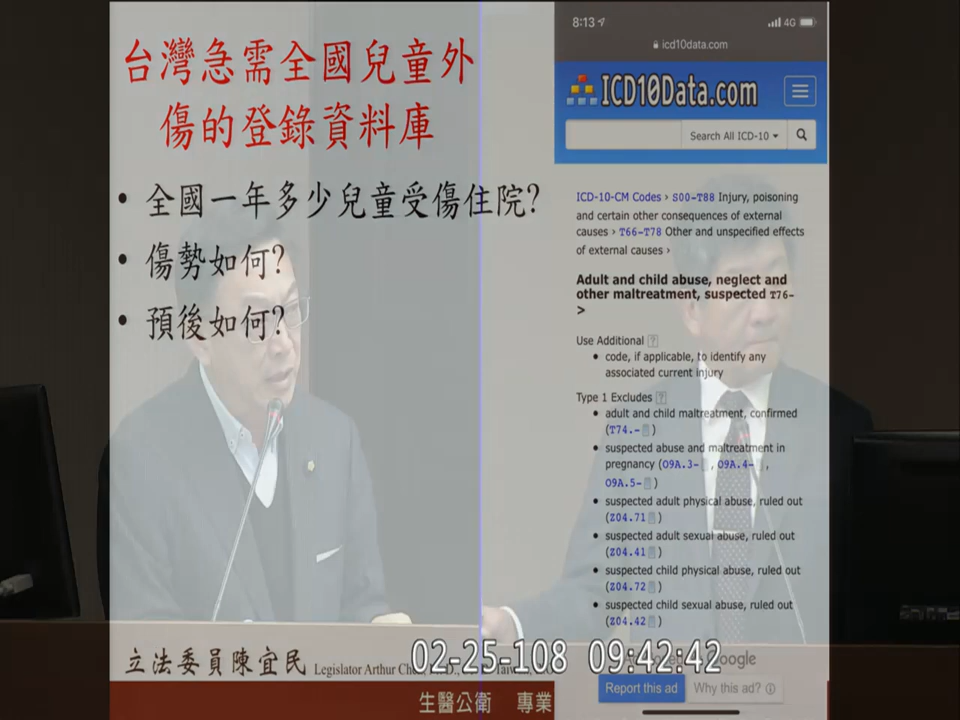 台灣急需全國兒童外
傷的登錄資料庫
• 全國一年多少兒童受傷住院?
• 傷勢如何?
• 預後如何?
立法委員陳宜民 Legislator Arthur
生醫公衛 專業
02-25-108 09:42:42
8:13
4G
icd10data.com
ICD10Data.com
Search All ICD-10
ICD-10-CM Codes › S00-T88 Injury, poisoning
and certain other consequences of external
causes › T66-T78 Other and unspecified effects
of external causes ›
Adult and child abuse, neglect and
other maltreatment, suspected T76-
>
Use Additional ?
• code, if applicable, to identify any
associated current injury
Type 1 Excludes ?
• adult and child maltreatment, confirmed
(T74.-)
• suspected abuse and maltreatment in
pregnancy (O9A.3-, O9A.4-,
O9A.5-)
• suspected adult physical abuse, ruled out
(Z04.71)
• suspected adult sexual abuse, ruled out
(Z04.41)
• suspected child physical abuse, ruled out
(Z04.72)
• suspected child sexual abuse, ruled out
(Z04.42)
Google
Report this ad
Why this ad?